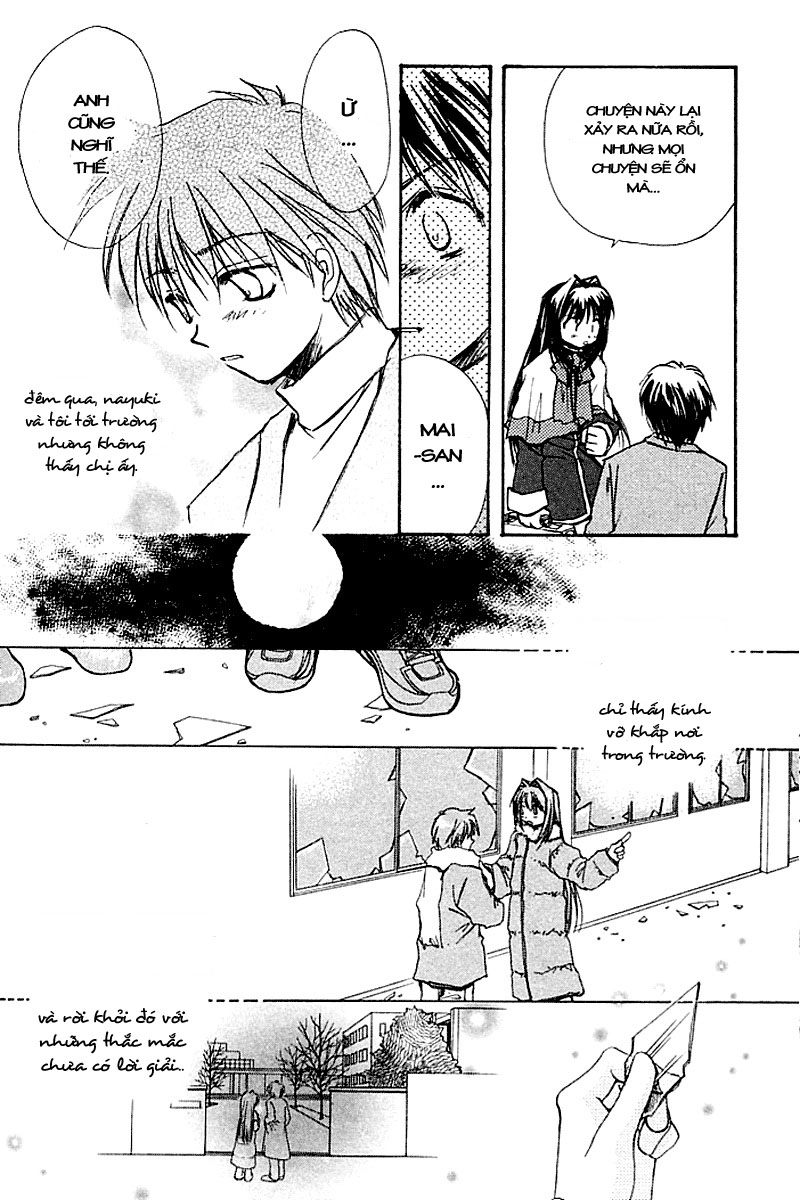 CHUYỆN NÀY LẠI
XẢY RA NỮA RỒI,
NHƯNG MỌI
CHUYỆN SẼ ỔN
MÀ...
MAI
-SAN
...
Ừ
...
ANH
CŨNG
NGHĨ
THẾ.
đêm qua, nayuki
và tôi tới trường
nhưng không
thấy chị ấy.
chỉ thấy kính
vỡ khắp nơi
trong trường.
và rời khỏi đó với
những thắc mắc
chưa có lời giải..